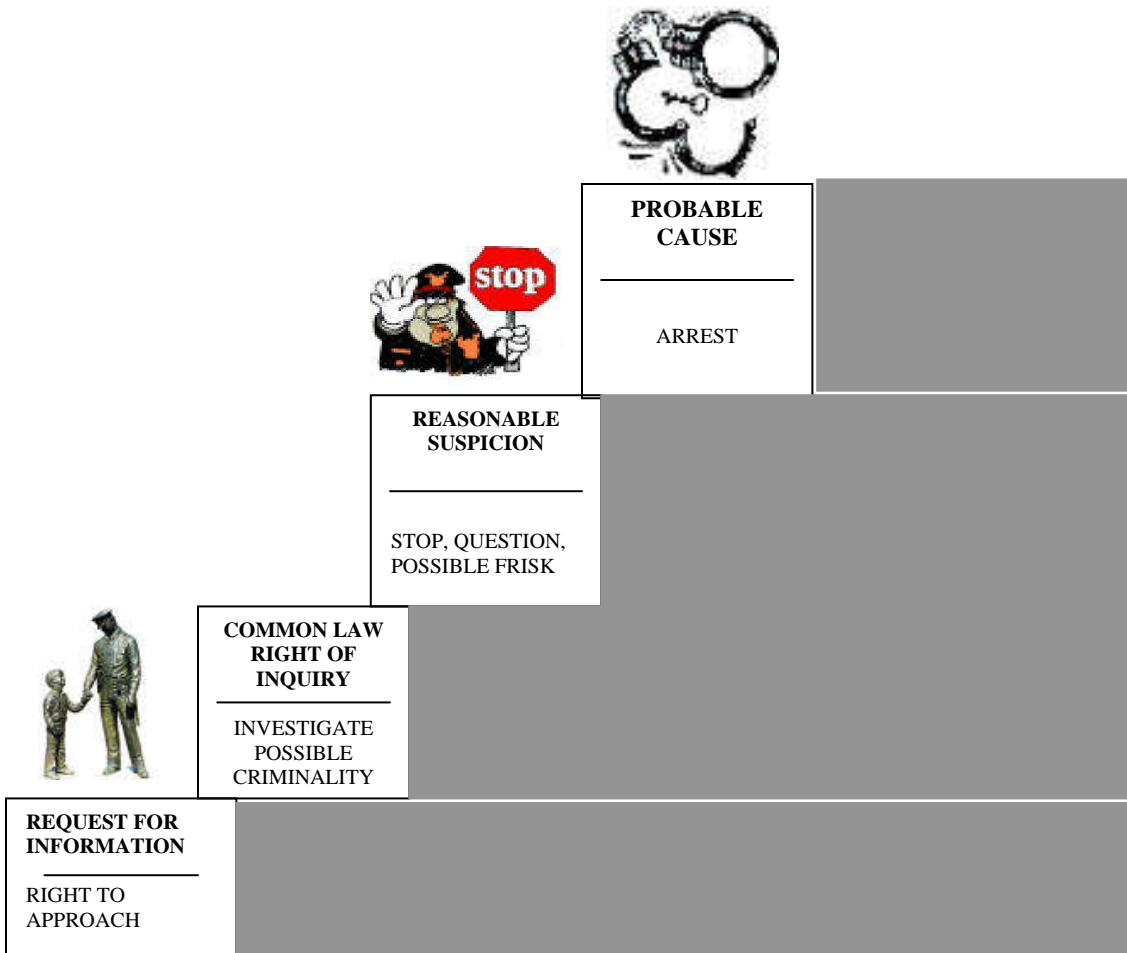 PROBABLE
CAUSE
ARREST
stop
REASONABLE
SUSPICION
STOP, QUESTION,
POSSIBLE FRISK
COMMON LAW
RIGHT OF
INQUIRY
INVESTIGATE
POSSIBLE
CRIMINALITY
REQUEST FOR
INFORMATION
RIGHT TO
APPROACH